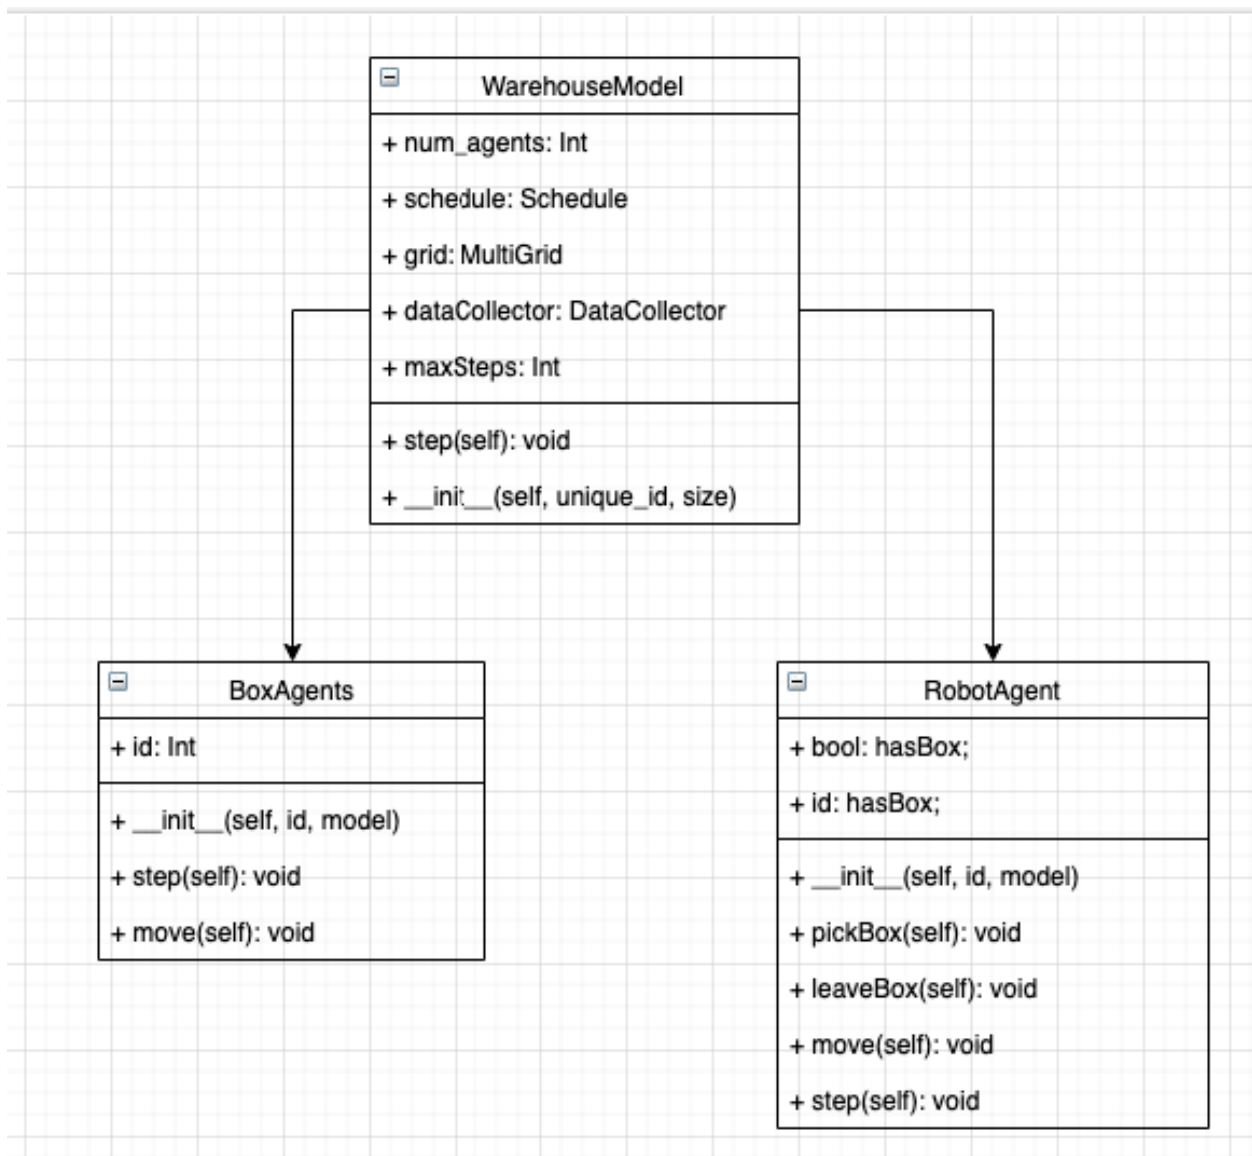 WarehouseModel
+ num_agents: Int
+ schedule: Schedule
+ grid: MultiGrid
+ dataCollector: DataCollector
+ maxSteps: Int
+ step(self): void
+ __init__(self, unique_id, size)
BoxAgents
+ id: Int
+ __init__(self, id, model)
+ step(self): void
+ move(self): void
RobotAgent
+ bool: hasBox;
+ id: hasBox;
+ __init__(self, id, model)
+ pickBox(self): void
+ leaveBox(self): void
+ move(self): void
+ step(self): void